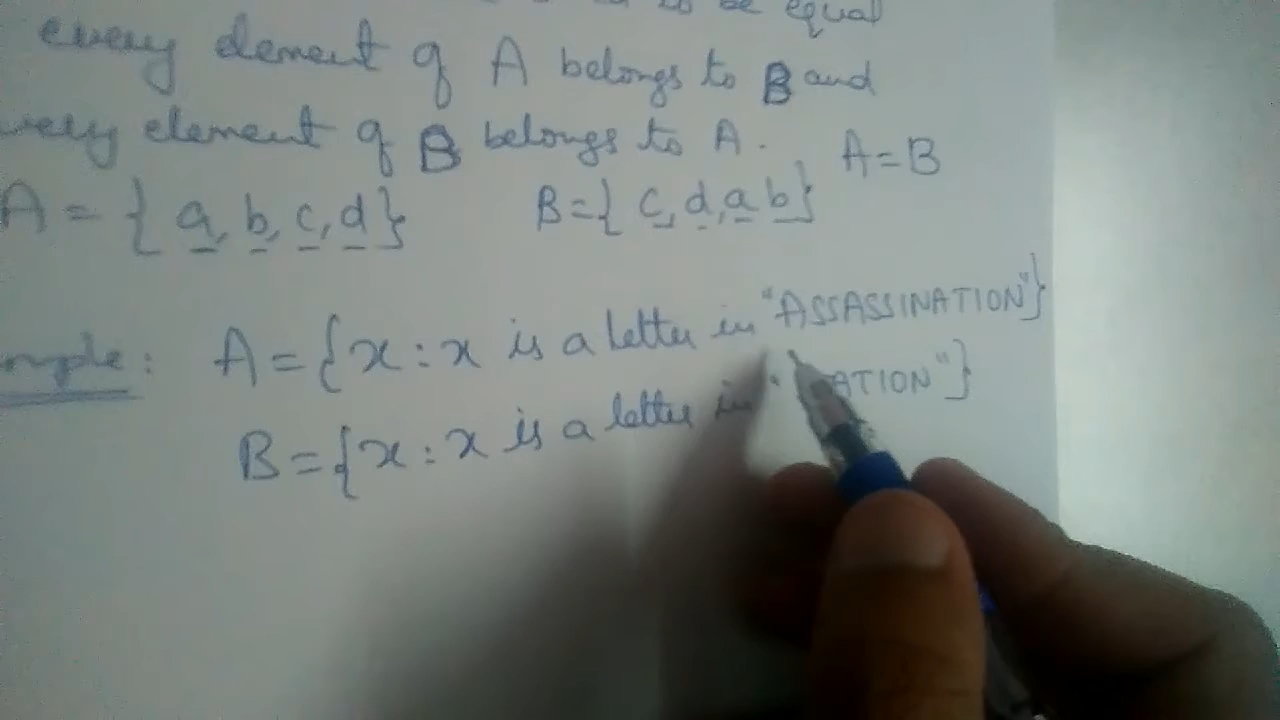 to be equal
every element of A belongs to B and
every element of B belongs to A. A=B
A = {a, b, c, d} B={c, d, a b}
A = {x : x is a letter in "ASSASSINATION"}
B = {x : x is a letter in " ATION"}